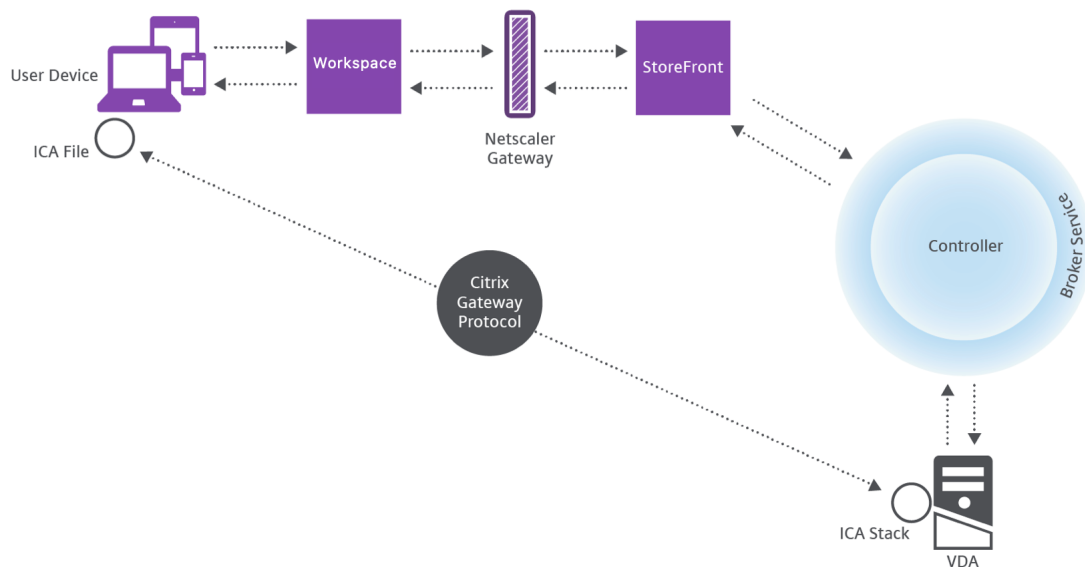 User Device
Workspace
StoreFront
Netscaler
Gateway
ICA File
Controller
Broker Service
Citrix
Gateway
Protocol
ICA Stack
VDA